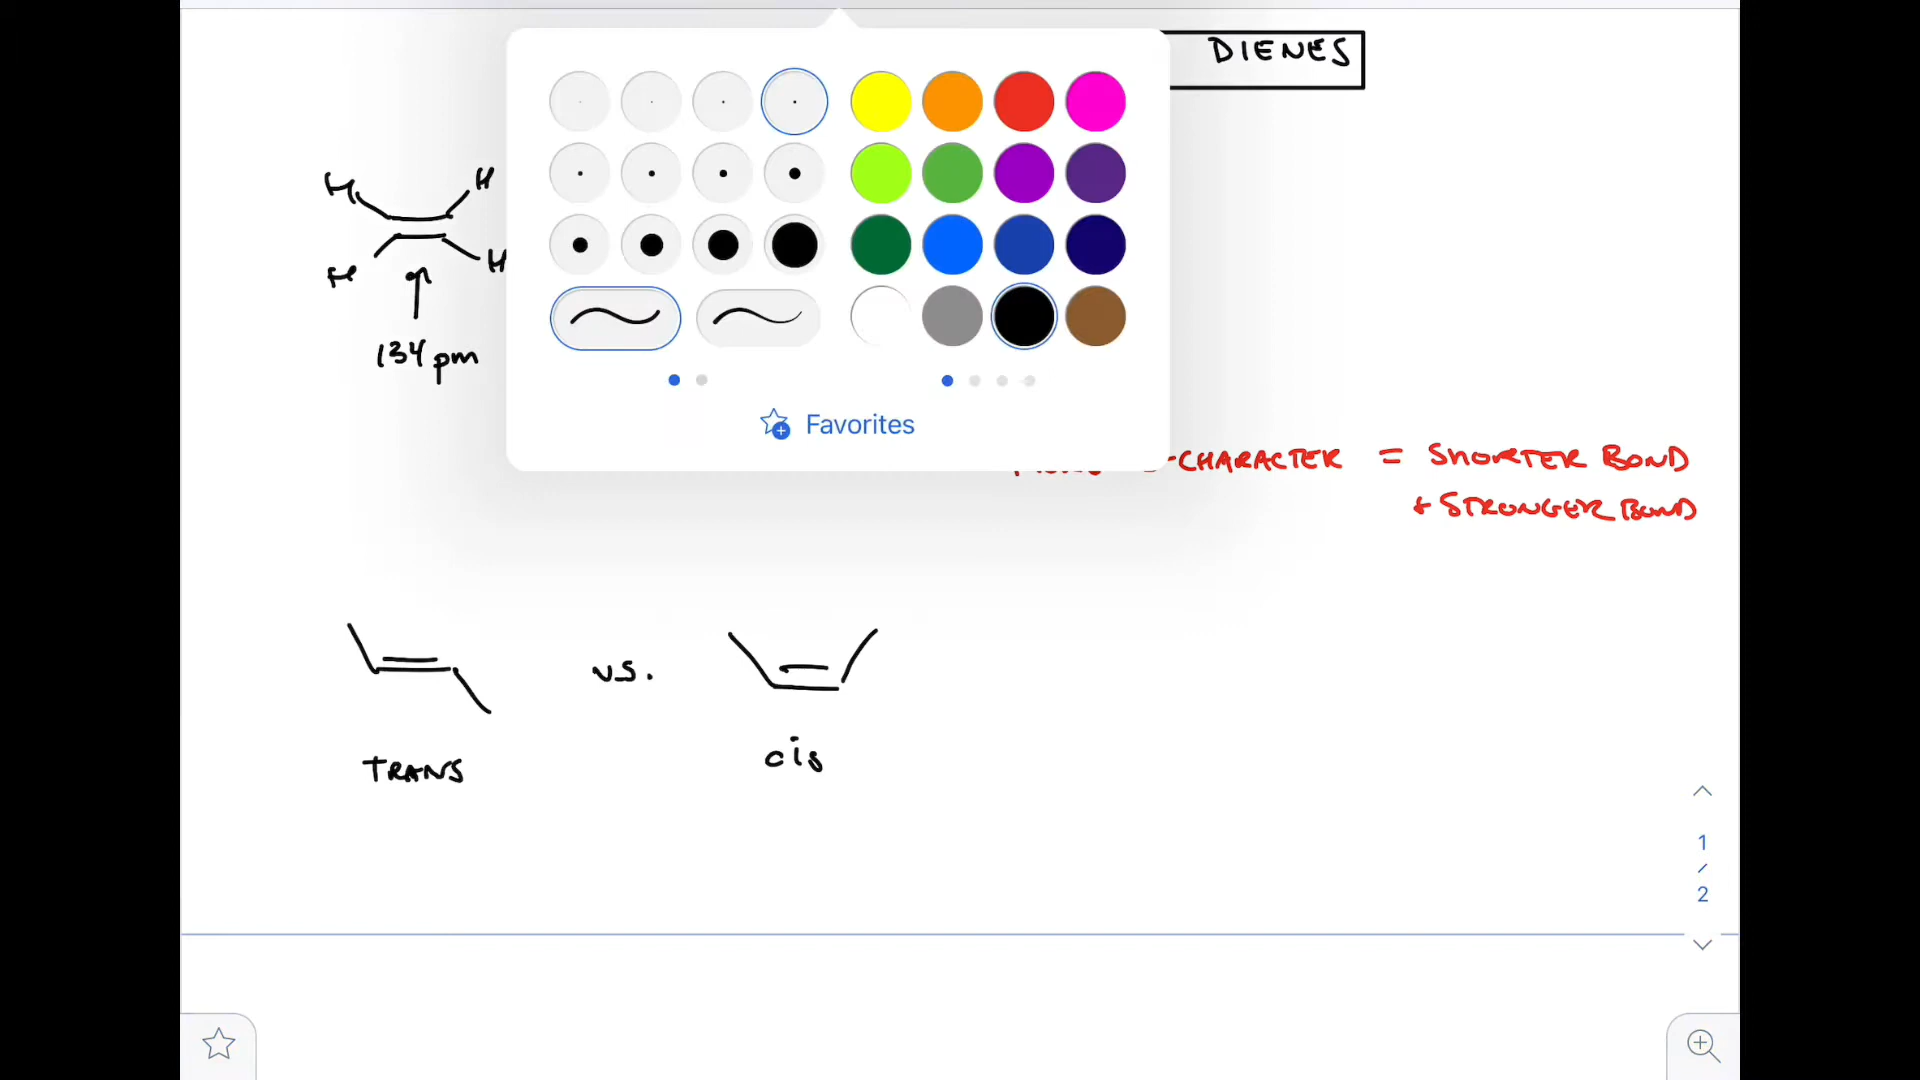 DIENES
H H
H H
134 pm
Favorites
-CHARACTER = SHORTER BOND
+ STRONGER BOND
vs.
TRANS
cis
1
/
2